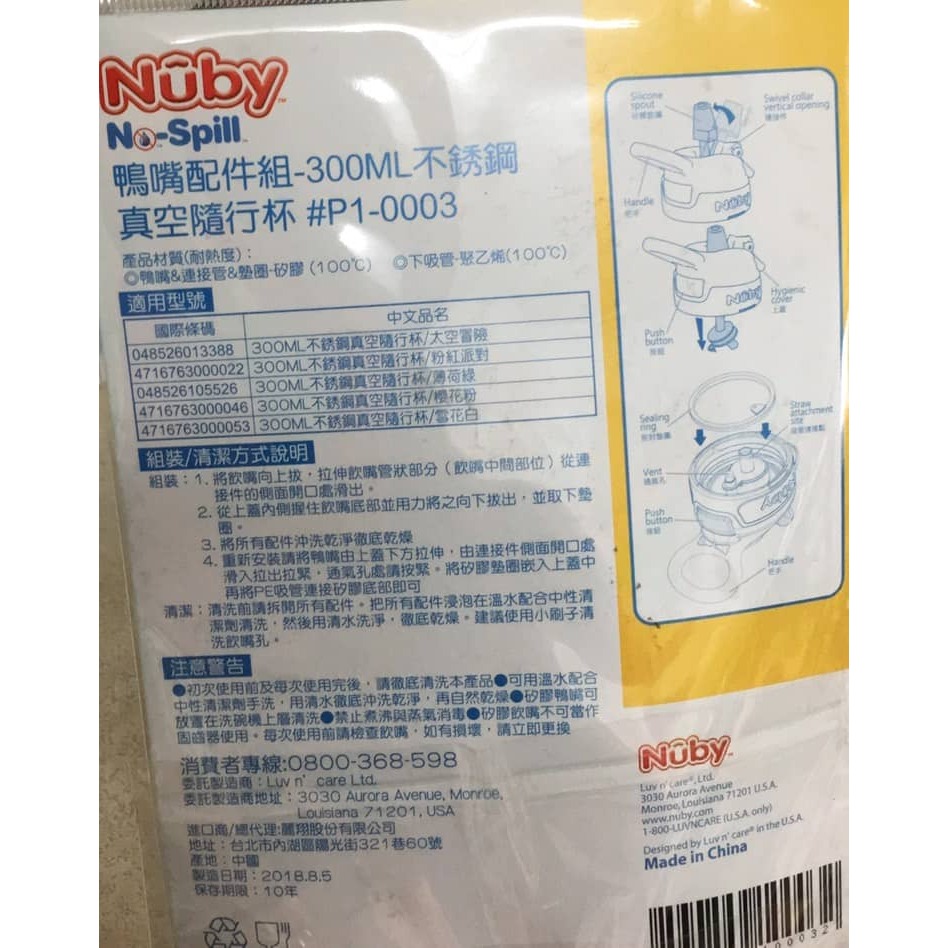 Nûby
No-Spill
鴨嘴配件組-300ML不銹鋼
真空隨行杯 #P1-0003
產品材質(耐熱度)：
◎鴨嘴&連接管&墊圈-矽膠 (100℃) ◎下吸管-聚乙烯(100℃)
適用型號
國際條碼 中文品名
048526013388 300ML不銹鋼真空隨行杯/太空冒險
4716763000022 300ML不銹鋼真空隨行杯/粉紅派對
048526105526 300ML不銹鋼真空隨行杯/薄荷綠
4716763000046 300ML不銹鋼真空隨行杯/櫻花粉
4716763000053 300ML不銹鋼真空隨行杯/雪花白
組裝/清潔方式說明
組裝：1. 將飲嘴向上拔，拉伸飲嘴管狀部分（飲嘴中間部位）從連
接件的側面開口處滑出。
2. 從上蓋內側握住飲嘴底部並用力將之向下拔出，並取下墊
圈。
3. 將所有配件沖洗乾淨徹底乾燥
4. 重新安裝請將鴨嘴由上蓋下方拉伸，由連接件側面開口處
滑入拉出拉緊，通氣孔處請按緊。將矽膠墊圈嵌入上蓋中
再將PE吸管連接矽膠底部即可
清潔：清洗前請拆開所有配件。把所有配件浸泡在溫水配合中性清
潔劑清洗，然後用清水洗淨，徹底乾燥。建議使用小刷子清
洗飲嘴孔。
注意警告
●初次使用前及每次使用完後，請徹底清洗本產品●可用溫水配合
中性清潔劑手洗，用清水徹底沖洗乾淨，再自然乾燥●矽膠鴨嘴可
放置在洗碗機上層清洗●禁止煮沸與蒸氣消毒●矽膠飲嘴不可當作
固齒器使用。每次使用前請檢查飲嘴，如有損壞，請立即更換
消費者專線:0800-368-598
委託製造商：Luv n' care Ltd.
委託製造商地址：3030 Aurora Avenue, Monroe,
Louisiana 71201, USA
進口商/總代理:麗翔股份有限公司
地址：台北市內湖區陽光街321巷60號
產地：中國
製造日期：2018.8.5
保存期限：10年
Silicone
spout
Swivel collar
vertical opening
Handle
把手
Nûby
Nûby
Hygienic
cover
上蓋
Push
button
按鈕
Sealing
ring
Straw
attachment
site
Vent
通氣孔
Push
button
按鈕
Handle
把手
Nûby
Luv n' care®, Ltd.
3030 Aurora Avenue
Monroe, Louisiana 71201 U.S.A.
www.nuby.com
1-800-LUVNCARE (U.S.A. only)
Designed by Luv n' care® in the U.S.A.
Made in China